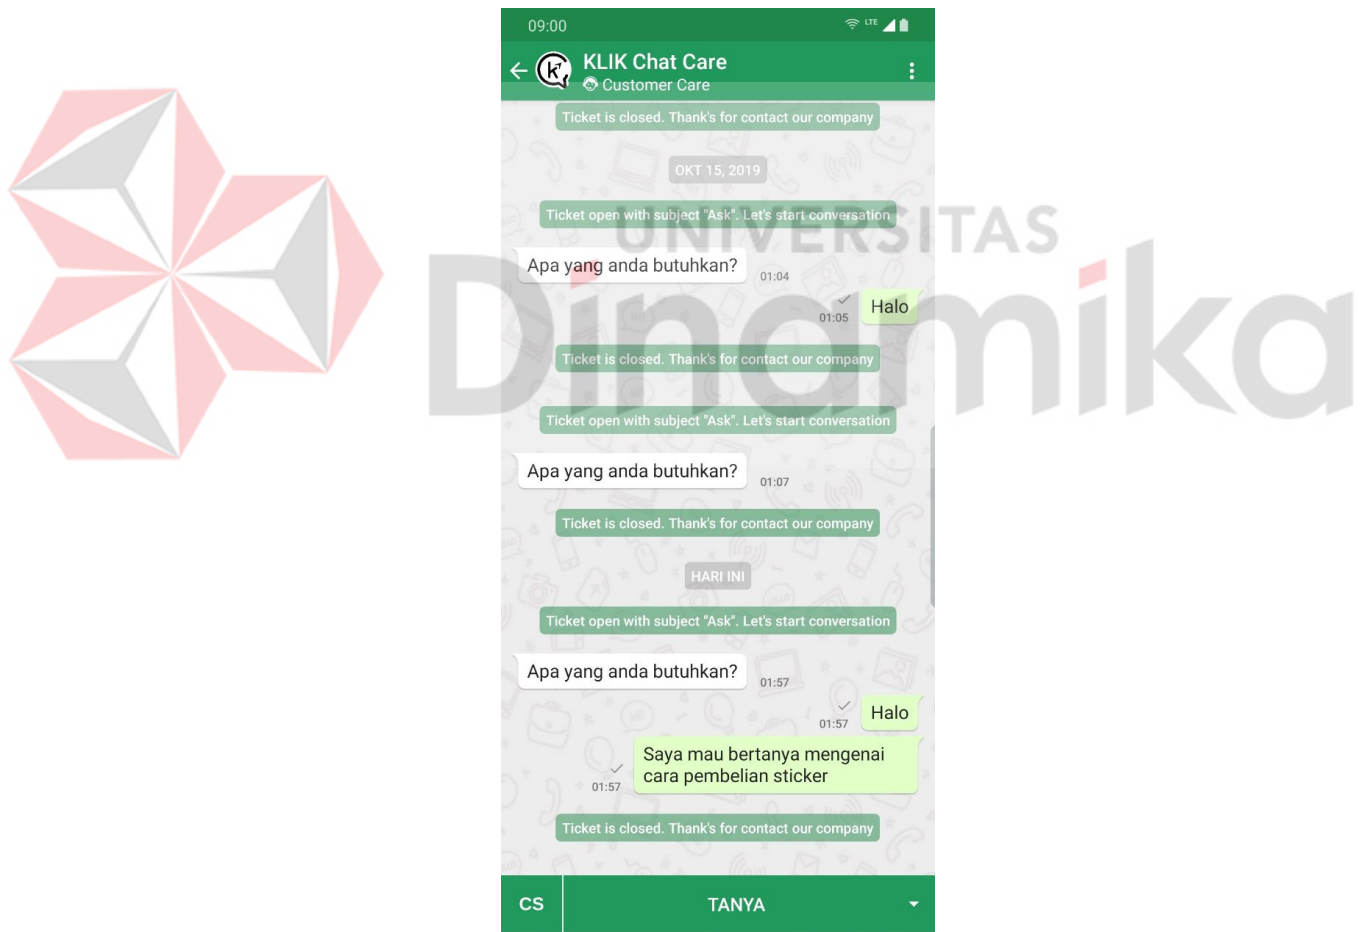 09:00
LTE
KLIK Chat Care
Customer Care
Ticket is closed. Thank's for contact our company
OKT 15, 2019
Ticket open with subject "Ask". Let's start conversation
UNIVERSITAS
Dinamika
Apa yang anda butuhkan?
01:04
Halo
01:05
Ticket is closed. Thank's for contact our company
Ticket open with subject "Ask". Let's start conversation
Apa yang anda butuhkan?
01:07
Ticket is closed. Thank's for contact our company
HARI INI
Ticket open with subject "Ask". Let's start conversation
Apa yang anda butuhkan?
01:57
Halo
01:57
Saya mau bertanya mengenai
cara pembelian sticker
01:57
Ticket is closed. Thank's for contact our company
CS
TANYA